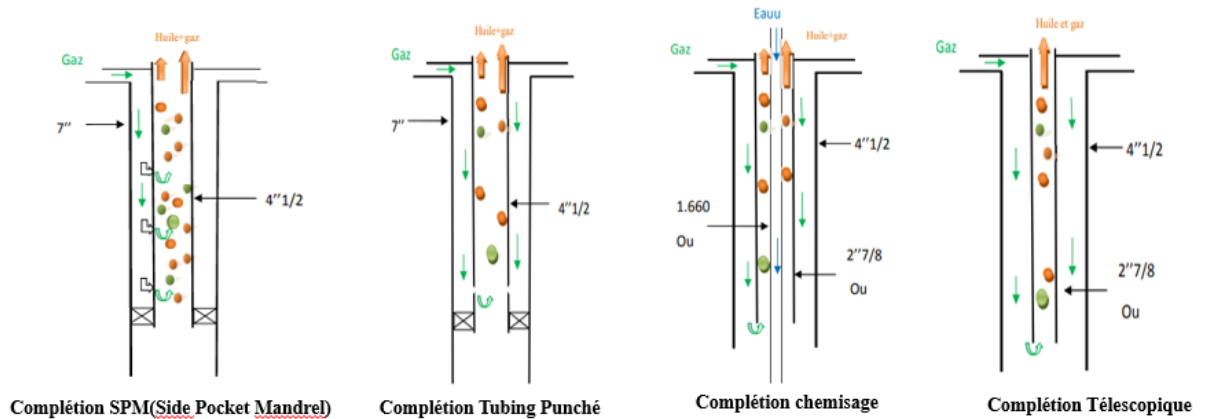 Huile+gaz
Gaz
7’’
4’’1/2
Complétion SPM(Side Pocket Mandrel)
Huile+gaz
Gaz
7’’
4’’1/2
Complétion Tubing Punché
Eauu
Huile+gaz
Gaz
4’’1/2
1.660
Ou
2’’7/8
Ou
Complétion chemisage
Huile et gaz
Gaz
4’’1/2
2’’7/8
Ou
Complétion Télescopique